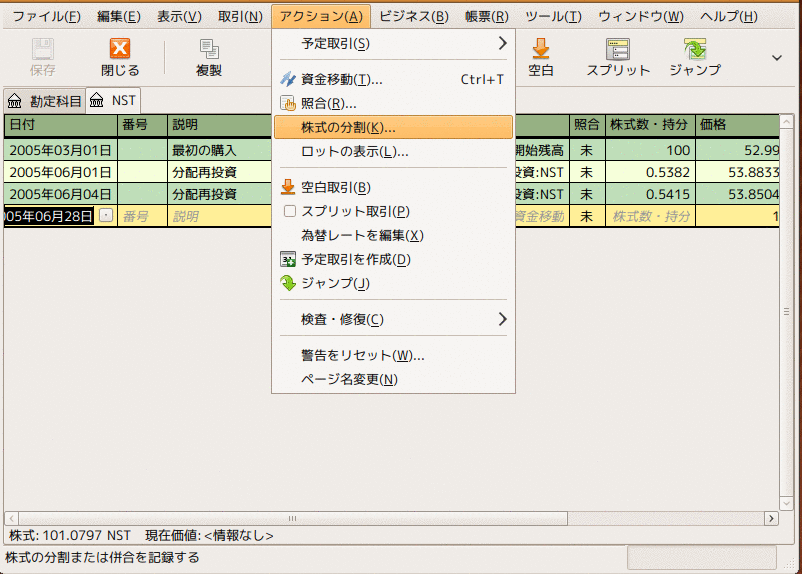 ファイル(F) 編集(E) 表示(V) 取引(N) アクション(A) ビジネス(B) 帳票(R) ツール(T) ウィンドウ(W) ヘルプ(H)
保存 閉じる 複製 空白 スプリット ジャンプ
予定取引(S)
資金移動(T)... Ctrl+T
照合(R)...
株式の分割(K)...
ロットの表示(L)...
空白取引(B)
スプリット取引(P)
為替レートを編集(X)
予定取引を作成(D)
ジャンプ(J)
検査・修復(C)
警告をリセット(W)...
ページ名変更(N)
勘定科目 NST
日付 番号 説明 照合 株式数・持分 価格
2005年03月01日 最初の購入 開始残高 未 100 52.99
2005年06月01日 分配再投資 投資:NST 未 0.5382 53.8833
2005年06月04日 分配再投資 投資:NST 未 0.5415 53.8504
05年06月28日 番号 説明 資金移動 未 株式数・持分 1
株式: 101.0797 NST 現在価値: <情報なし>
株式の分割または併合を記録する